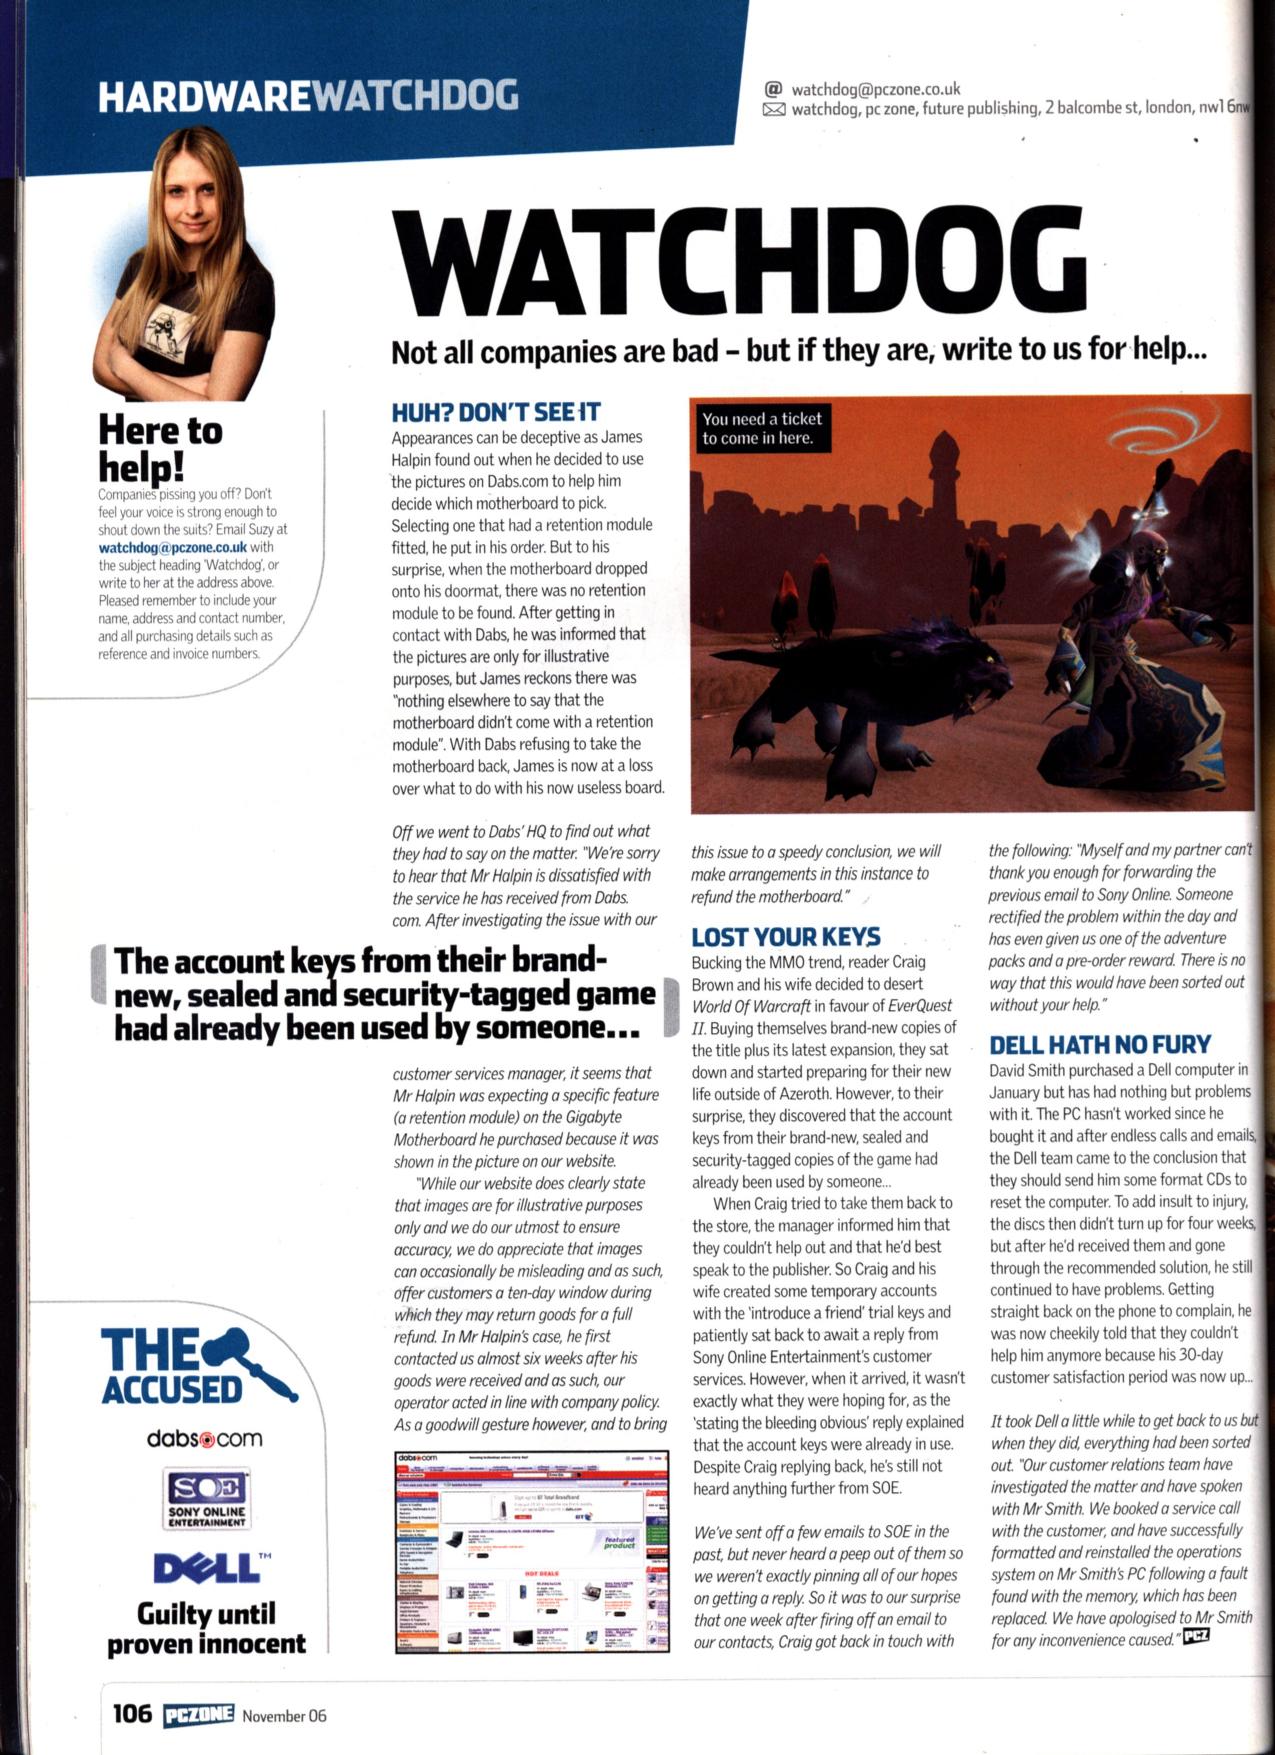 HARDWAREWATCHDOG
@ watchdog@pczone.co.uk
watchdog, pc zone, future publishing, 2 balcombe st, london, nw1 6nw
WATCHDOG
Not all companies are bad – but if they are, write to us for help...
Here to
help!
Companies pissing you off? Don't
feel your voice is strong enough to
shout down the suits? Email Suzy at
watchdog@pczone.co.uk with
the subject heading 'Watchdog', or
write to her at the address above.
Pleased remember to include your
name, address and contact number,
and all purchasing details such as
reference and invoice numbers.
HUH? DON'T SEE IT
Appearances can be deceptive as James
Halpin found out when he decided to use
the pictures on Dabs.com to help him
decide which motherboard to pick.
Selecting one that had a retention module
fitted, he put in his order. But to his
surprise, when the motherboard dropped
onto his doormat, there was no retention
module to be found. After getting in
contact with Dabs, he was informed that
the pictures are only for illustrative
purposes, but James reckons there was
"nothing elsewhere to say that the
motherboard didn't come with a retention
module". With Dabs refusing to take the
motherboard back, James is now at a loss
over what to do with his now useless board.
Off we went to Dabs' HQ to find out what
they had to say on the matter. "We're sorry
to hear that Mr Halpin is dissatisfied with
the service he has received from Dabs.
com. After investigating the issue with our
The account keys from their brand-
new, sealed and security-tagged game
had already been used by someone...
customer services manager, it seems that
Mr Halpin was expecting a specific feature
(a retention module) on the Gigabyte
Motherboard he purchased because it was
shown in the picture on our website.
"While our website does clearly state
that images are for illustrative purposes
only and we do our utmost to ensure
accuracy, we do appreciate that images
can occasionally be misleading and as such,
offer customers a ten-day window during
which they may return goods for a full
refund. In Mr Halpin's case, he first
contacted us almost six weeks after his
goods were received and as such, our
operator acted in line with company policy.
As a goodwill gesture however, and to bring
dabs.com
featured
product
HOT DEALS
You need a ticket
to come in here.
this issue to a speedy conclusion, we will
make arrangements in this instance to
refund the motherboard."
LOST YOUR KEYS
Bucking the MMO trend, reader Craig
Brown and his wife decided to desert
World Of Warcraft in favour of EverQuest
II. Buying themselves brand-new copies of
the title plus its latest expansion, they sat
down and started preparing for their new
life outside of Azeroth. However, to their
surprise, they discovered that the account
keys from their brand-new, sealed and
security-tagged copies of the game had
already been used by someone...
When Craig tried to take them back to
the store, the manager informed him that
they couldn't help out and that he'd best
speak to the publisher. So Craig and his
wife created some temporary accounts
with the 'introduce a friend' trial keys and
patiently sat back to await a reply from
Sony Online Entertainment's customer
services. However, when it arrived, it wasn't
exactly what they were hoping for, as the
'stating the bleeding obvious' reply explained
that the account keys were already in use.
Despite Craig replying back, he's still not
heard anything further from SOE.
We've sent off a few emails to SOE in the
past, but never heard a peep out of them so
we weren't exactly pinning all of our hopes
on getting a reply. So it was to our surprise
that one week after firing off an email to
our contacts, Craig got back in touch with
the following: "Myself and my partner can't
thank you enough for forwarding the
previous email to Sony Online. Someone
rectified the problem within the day and
has even given us one of the adventure
packs and a pre-order reward. There is no
way that this would have been sorted out
without your help."
DELL HATH NO FURY
David Smith purchased a Dell computer in
January but has had nothing but problems
with it. The PC hasn't worked since he
bought it and after endless calls and emails,
the Dell team came to the conclusion that
they should send him some format CDs to
reset the computer. To add insult to injury,
the discs then didn't turn up for four weeks,
but after he'd received them and gone
through the recommended solution, he still
continued to have problems. Getting
straight back on the phone to complain, he
was now cheekily told that they couldn't
help him anymore because his 30-day
customer satisfaction period was now up...
It took Dell a little while to get back to us but
when they did, everything had been sorted
out. "Our customer relations team have
investigated the matter and have spoken
with Mr Smith. We booked a service call
with the customer, and have successfully
formatted and reinstalled the operations
system on Mr Smith's PC following a fault
found with the memory, which has been
replaced. We have apologised to Mr Smith
for any inconvenience caused." PCZ
THE
ACCUSED
dabs.com
SOE
SONY ONLINE
ENTERTAINMENT
DELL™
Guilty until
proven innocent
106 PCZONE November 06